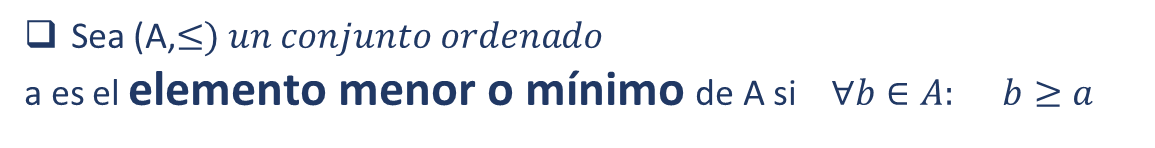 ❑ Sea (A,≤) un conjunto ordenado
a es el elemento menor o mínimo de A si ∀b ∈ A: b ≥ a